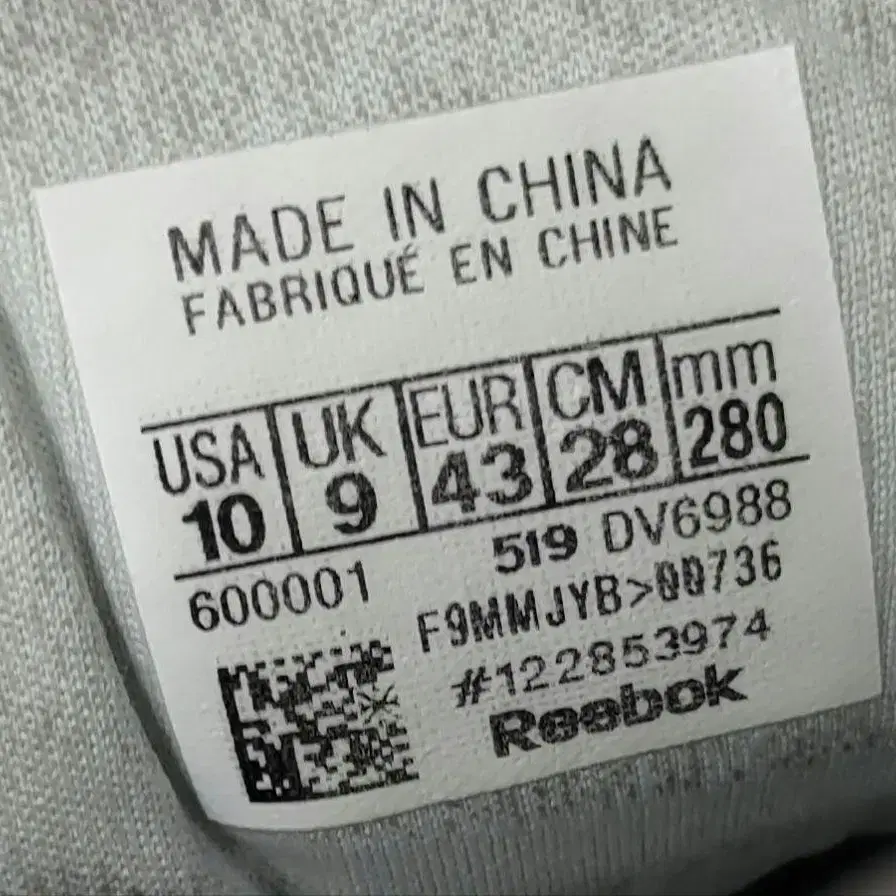 MADE IN CHINA
FABRIQUÉ EN CHINE
USA UK EUR CM mm
10 9 43 28 280
600001 519 DV6988
F9MMJYB>00736
#122853974
Reebok